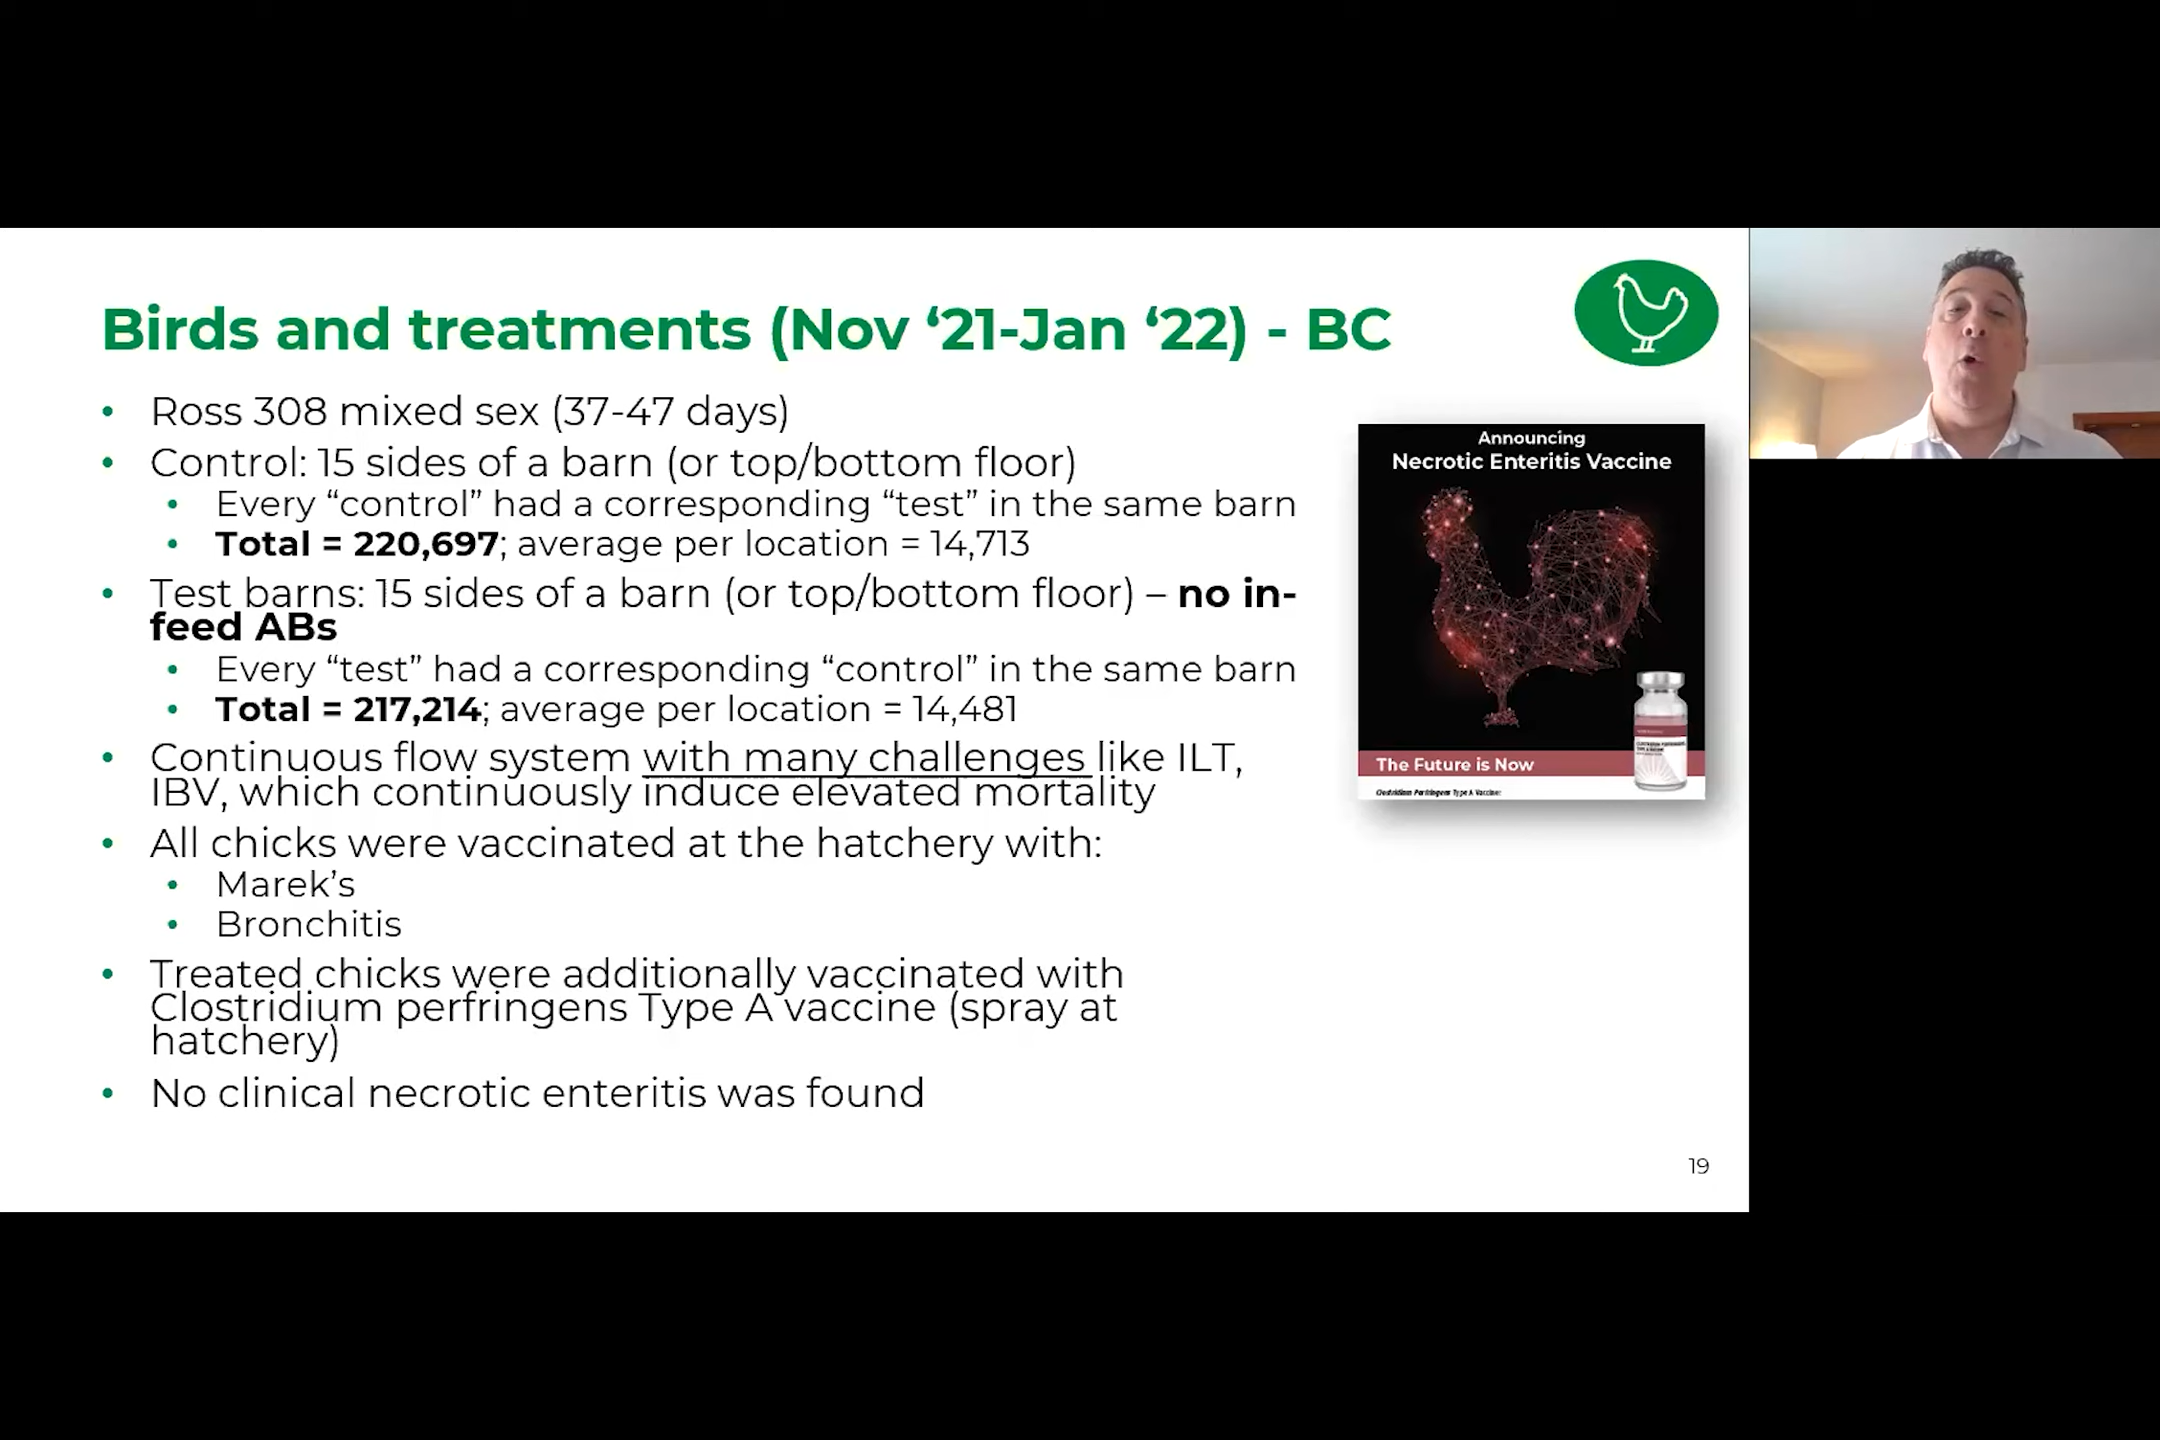 Birds and treatments (Nov ‘21-Jan ‘22) - BC
• Ross 308 mixed sex (37-47 days)
• Control: 15 sides of a barn (or top/bottom floor)
• Every “control” had a corresponding “test” in the same barn
• Total = 220,697; average per location = 14,713
• Test barns: 15 sides of a barn (or top/bottom floor) – no in-
feed ABs
• Every “test” had a corresponding “control” in the same barn
• Total = 217,214; average per location = 14,481
• Continuous flow system with many challenges like ILT,
IBV, which continuously induce elevated mortality
• All chicks were vaccinated at the hatchery with:
• Marek’s
• Bronchitis
• Treated chicks were additionally vaccinated with
Clostridium perfringens Type A vaccine (spray at
hatchery)
• No clinical necrotic enteritis was found
Announcing
Necrotic Enteritis Vaccine
The Future is Now
Clostridium Perfringens Type A Vaccine:
19